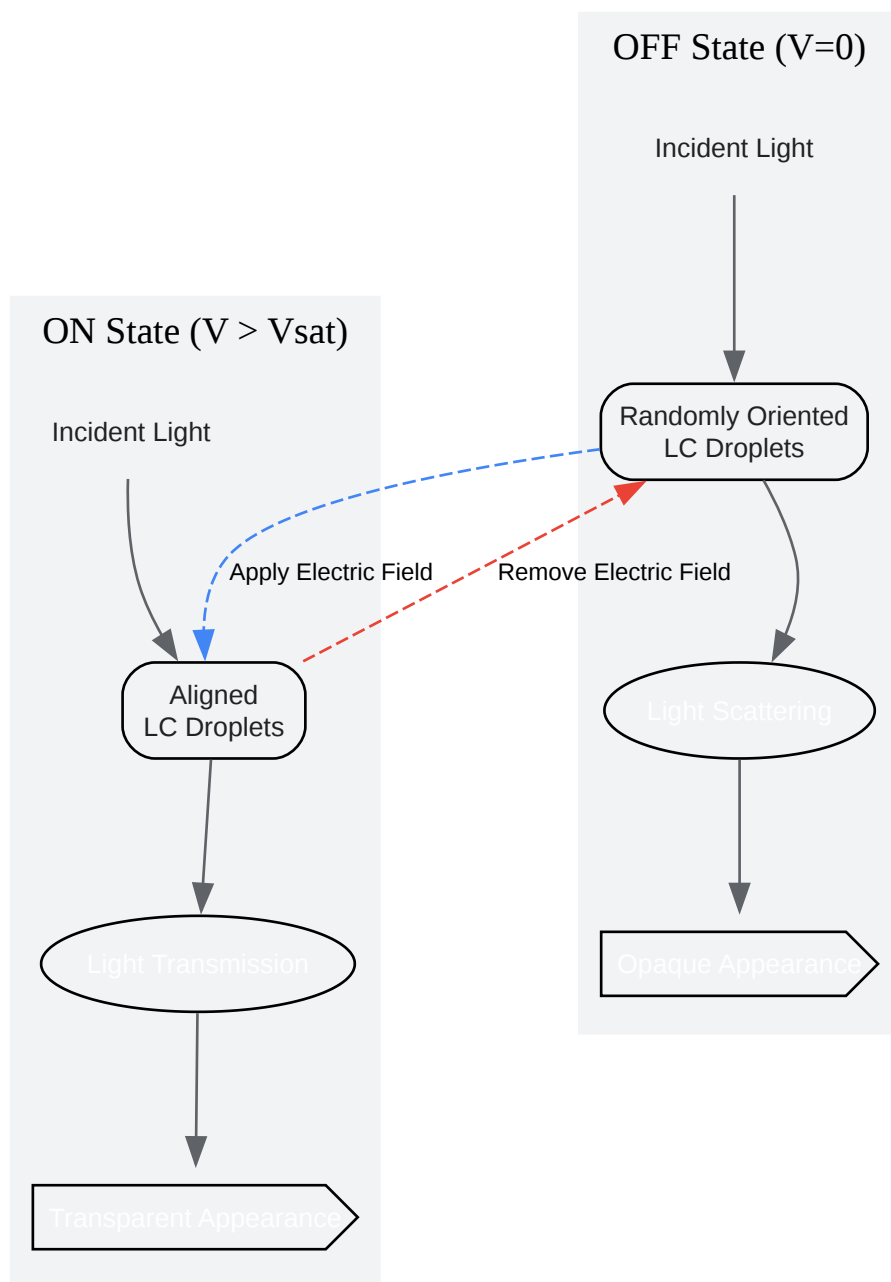 OFF State (V=0)
Incident Light
Randomly Oriented
LC Droplets
Light Scattering
Opaque Appearance
ON State (V > Vsat)
Incident Light
Aligned
LC Droplets
Light Transmission
Transparent Appearance
Apply Electric Field
Remove Electric Field